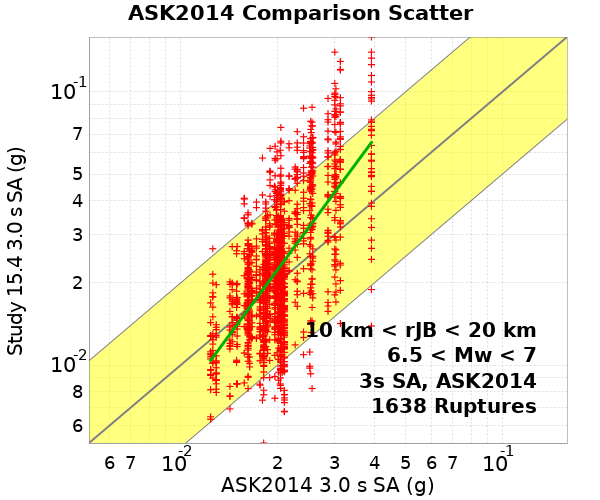 ASK2014 Comparison Scatter
Study 15.4 3.0 s SA (g)
10⁻¹
7
5
4
3
2
10⁻²
8
6
10 km < rJB < 20 km
6.5 < Mw < 7
3s SA, ASK2014
1638 Ruptures
6 7 10⁻² 2 3 4 5 6 7 10⁻¹
ASK2014 3.0 s SA (g)